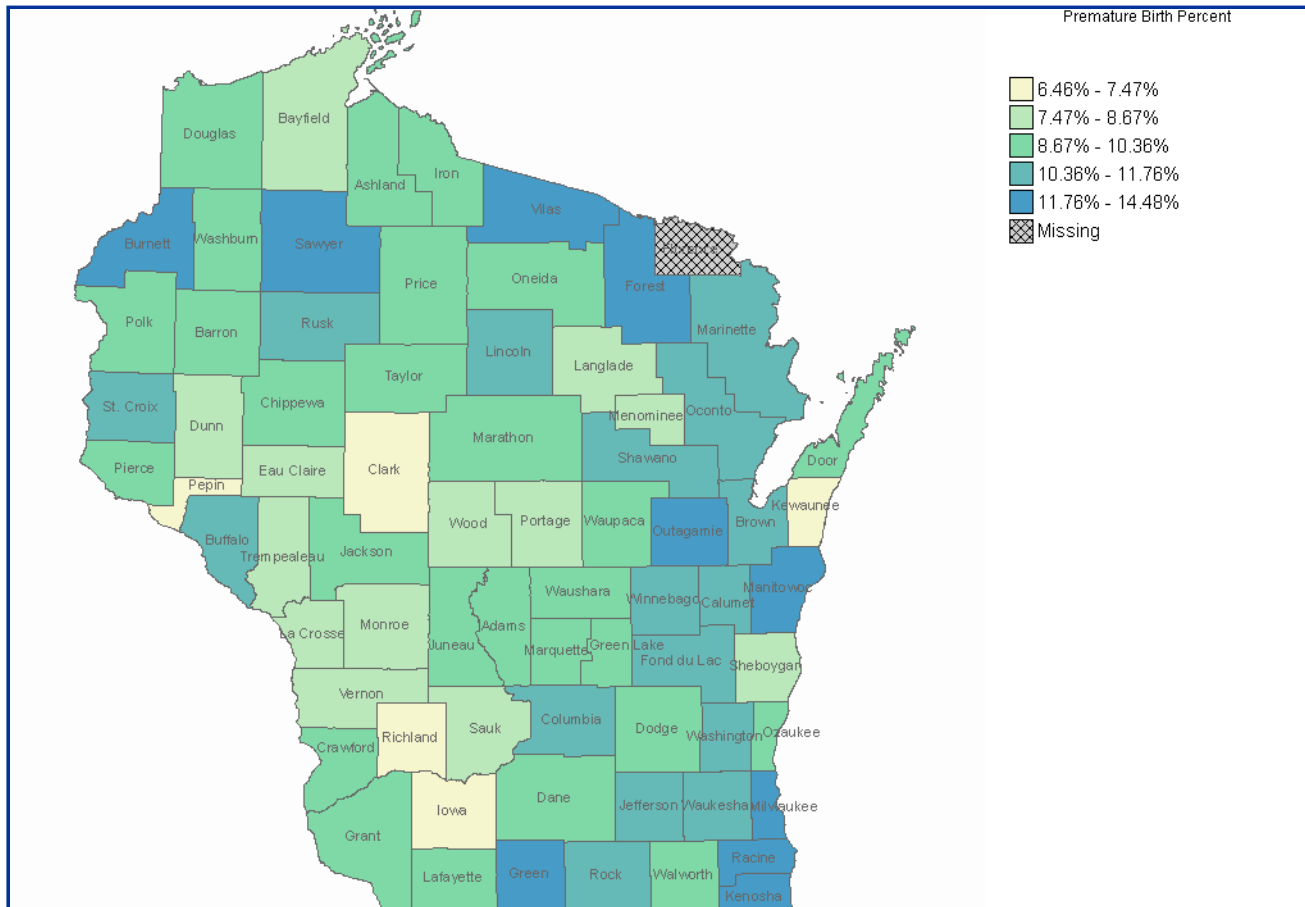 Premature Birth Percent
6.46% - 7.47%
7.47% - 8.67%
8.67% - 10.36%
10.36% - 11.76%
11.76% - 14.48%
Missing
Douglas
Bayfield
Ashland
Iron
Vilas
Burnett
Washburn
Sawyer
Price
Oneida
Forest
Marinette
Polk
Barron
Rusk
Lincoln
Langlade
Taylor
St. Croix
Dunn
Chippewa
Menominee
Oconto
Marathon
Shawano
Door
Pierce
Eau Claire
Clark
Pepin
Wood
Portage
Waupaca
Outagamie
Brown
Kewaunee
Buffalo
Trempealeau
Jackson
Waushara
Winnebago
Calumet
Manitowoc
La Crosse
Monroe
Juneau
Adams
Marquette
Green Lake
Fond du Lac
Sheboygan
Vernon
Richland
Sauk
Columbia
Dodge
Washington
Ozaukee
Crawford
Iowa
Dane
Jefferson
Waukesha
Milwaukee
Grant
Lafayette
Green
Rock
Walworth
Racine
Kenosha